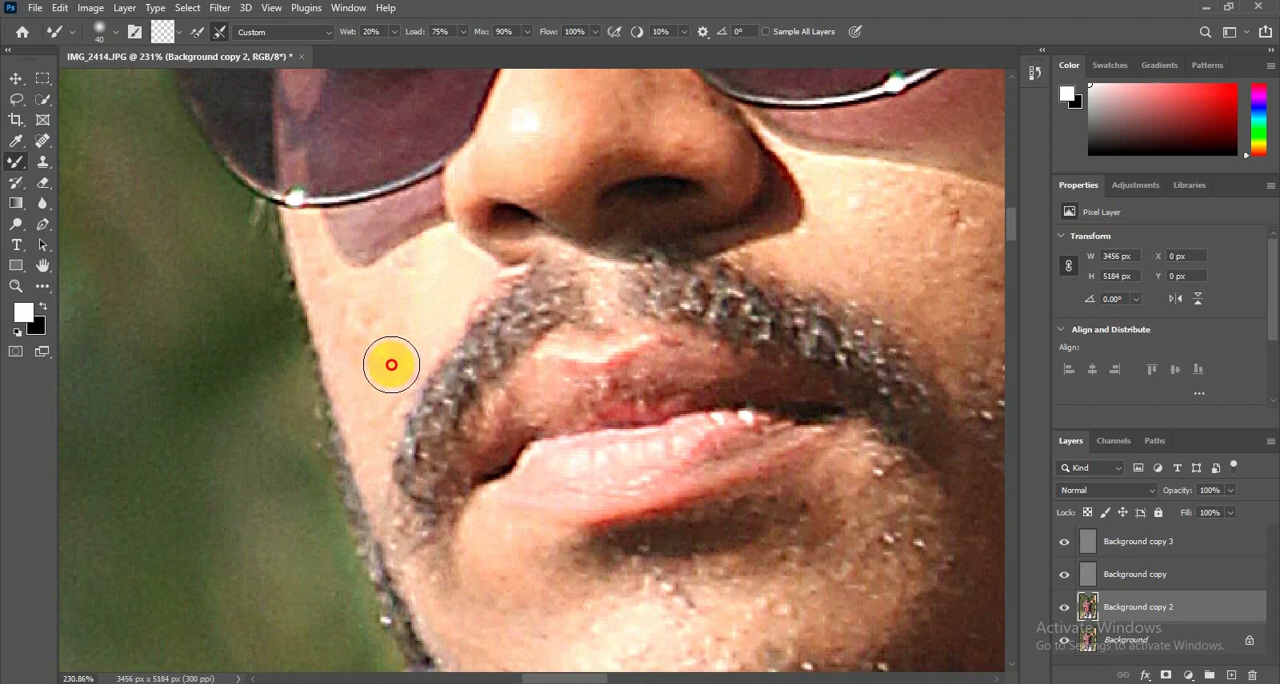 Ps File Edit Image Layer Type Select Filter 3D View Plugins Window Help
40 Custom Wet: 20% Load: 75% Mix: 90% Flow: 100% 10% 0° Sample All Layers
IMG_2414.JPG @ 231% (Background copy 2, RGB/8*) * ×
Color Swatches Gradients Patterns
Properties Adjustments Libraries
Pixel Layer
Transform
W 3456 px X 0 px
H 5184 px Y 0 px
0.00°
Align and Distribute
Align:
Layers Channels Paths
Kind
Normal Opacity: 100%
Lock: Fill: 100%
Background copy 3
Background copy
Background copy 2
Activate Windows
Background
Go to Settings to activate Windows.
230.86% 3456 px x 5184 px (300 ppi)